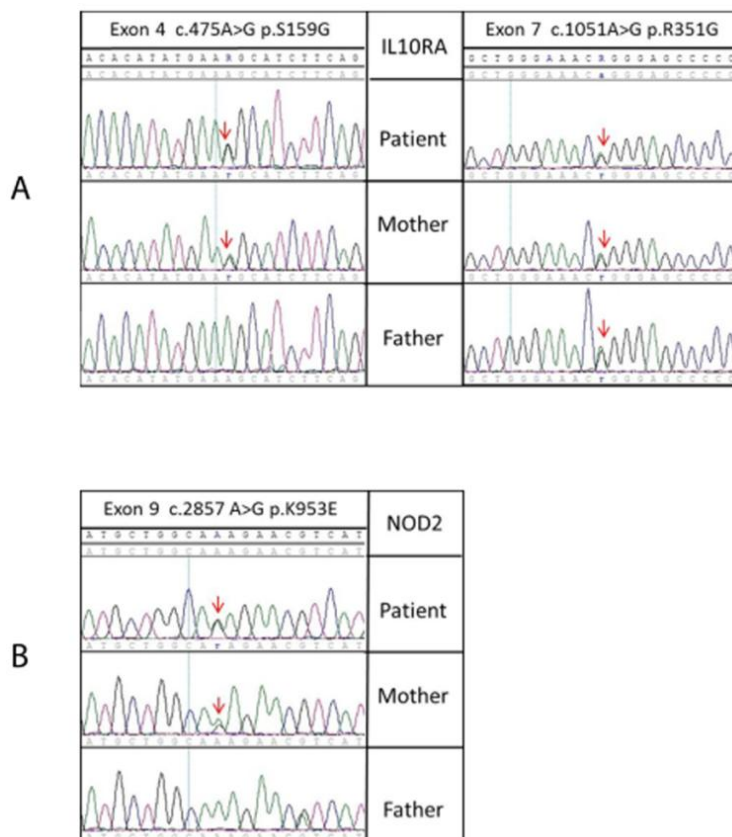 A
Exon 4 c.475A>G p.S159G
IL10RA
Exon 7 c.1051A>G p.R351G
A C A C A T A T G A A R G C A T C T T C A G
G C T G G G A A A C R G G G A G C C C C C
A C A C A T A T G A A A G C A T C T T C A G
G C T G G G A A A C a G G G A G C C C C C
Patient
A C A C A T A T G A A r G C A T C T T C A G
G C T G G G A A A C r G G G A G C C C C G
Mother
A C A C A T A T G A A r G C A T C T T C A G
G C T G G G A A A C r G G G A G C C C C G
Father
A C A C A T A T G A A A G C A T C T T C A G
G C T G G G A A A C r G G G A G C C C C G
B
Exon 9 c.2857 A>G p.K953E
NOD2
A T G C T G G C A A A G A A C G T C A T
A T G C T G G C A A A G A A C G T C A T
Patient
A T G C T G G C A r A G A A C G T C A T
Mother
A T G C T G G C A A A G A A C G T C A T
Father